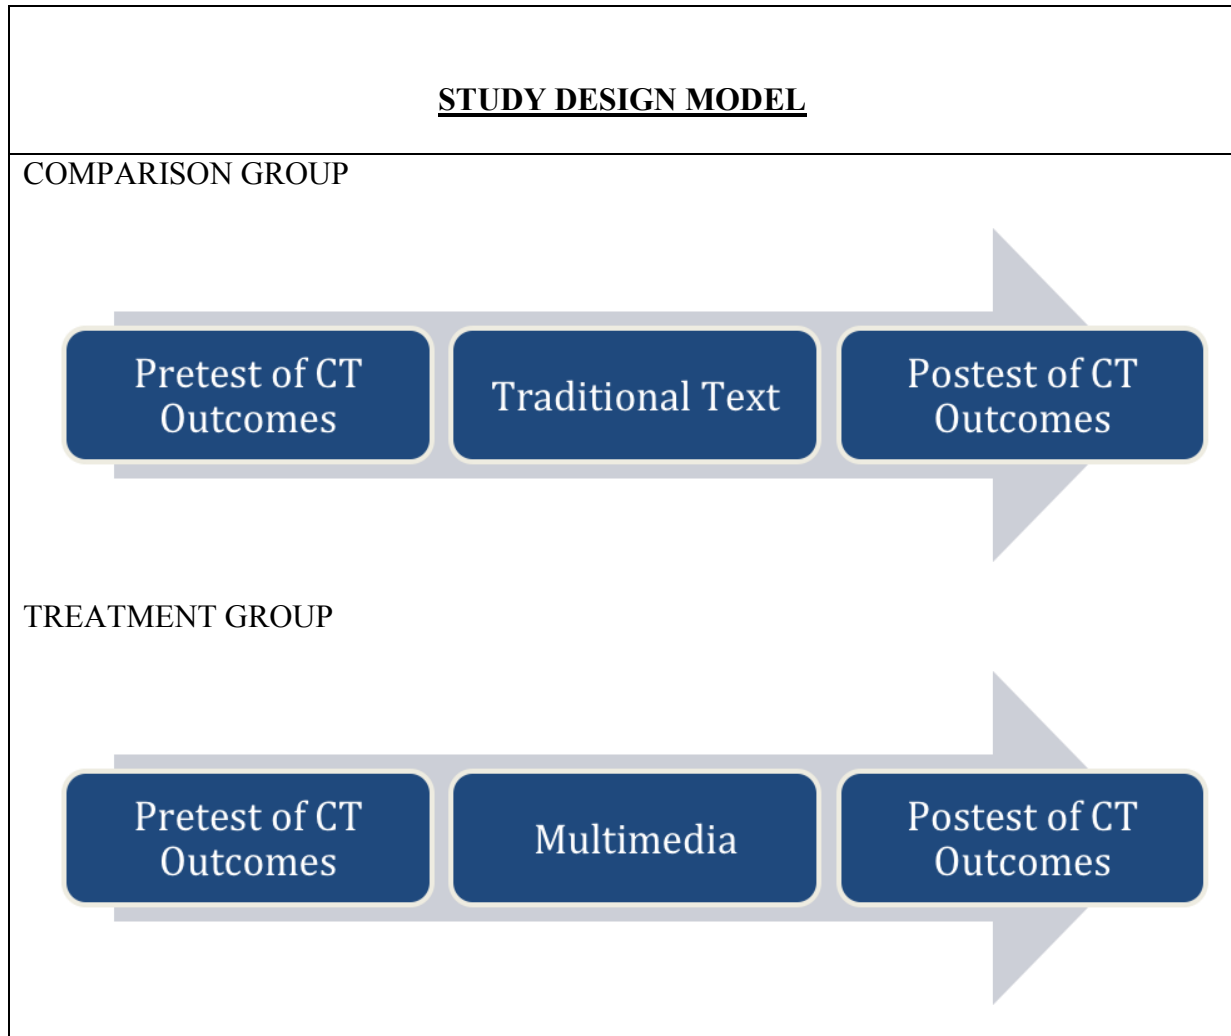 STUDY DESIGN MODEL
COMPARISON GROUP
Pretest of CT
Outcomes
Traditional Text
Postest of CT
Outcomes
TREATMENT GROUP
Pretest of CT
Outcomes
Multimedia
Postest of CT
Outcomes